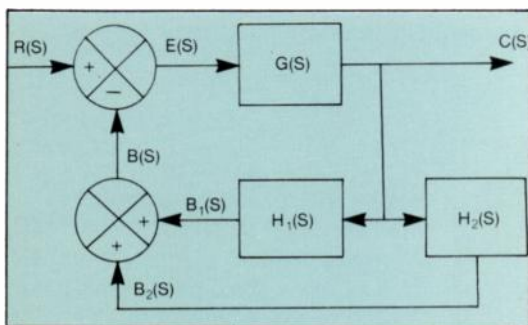 R(S)
+
−
E(S)
G(S)
C(S)
B(S)
+
+
B₁(S)
H₁(S)
H₂(S)
B₂(S)